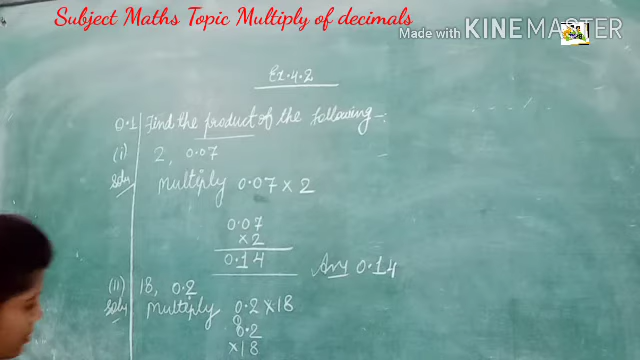 Subject Maths Topic Multiply of decimals
Made with KINEMASTER
Ex. 4.2
Q.1 Find the product of the following:-
(i) 2, 0.07
Soln Multiply 0.07 × 2
0.07
×2
0.14 Ans 0.14
(ii) 18, 0.2
Soln Multiply 0.2 × 18
0.2
×18